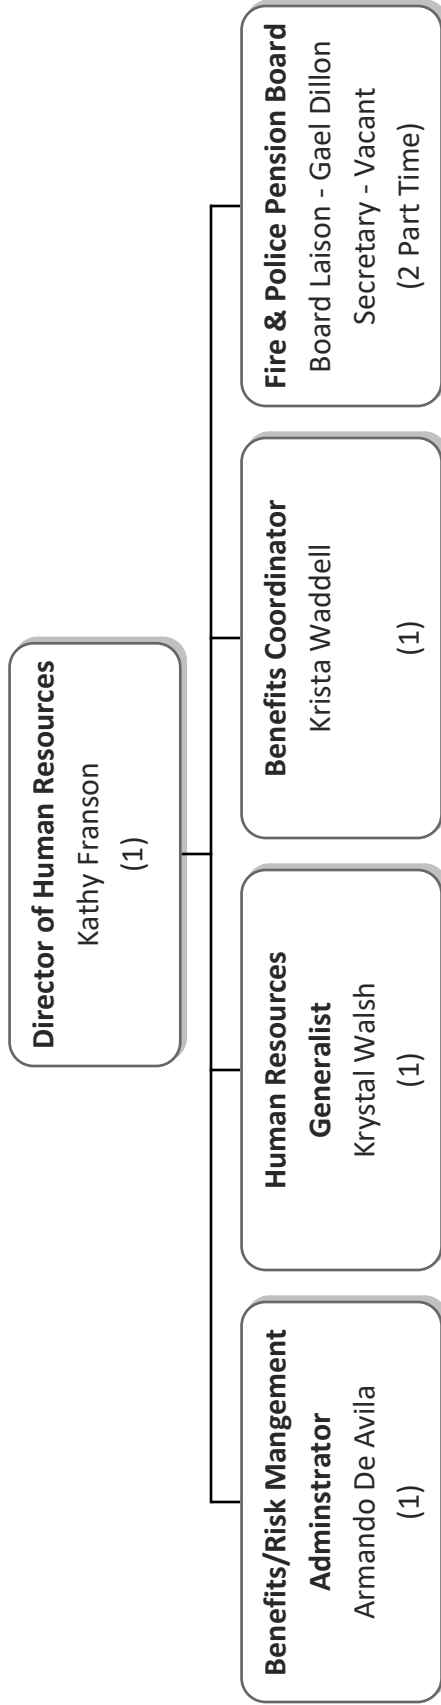 Director of Human Resources
Kathy Franson
(1)
Benefits/Risk Mangement
Adminstrator
Armando De Avila
(1)
Human Resources
Generalist
Krystal Walsh
(1)
Benefits Coordinator
Krista Waddell
(1)
Fire & Police Pension Board
Board Laison - Gael Dillon
Secretary - Vacant
(2 Part Time)